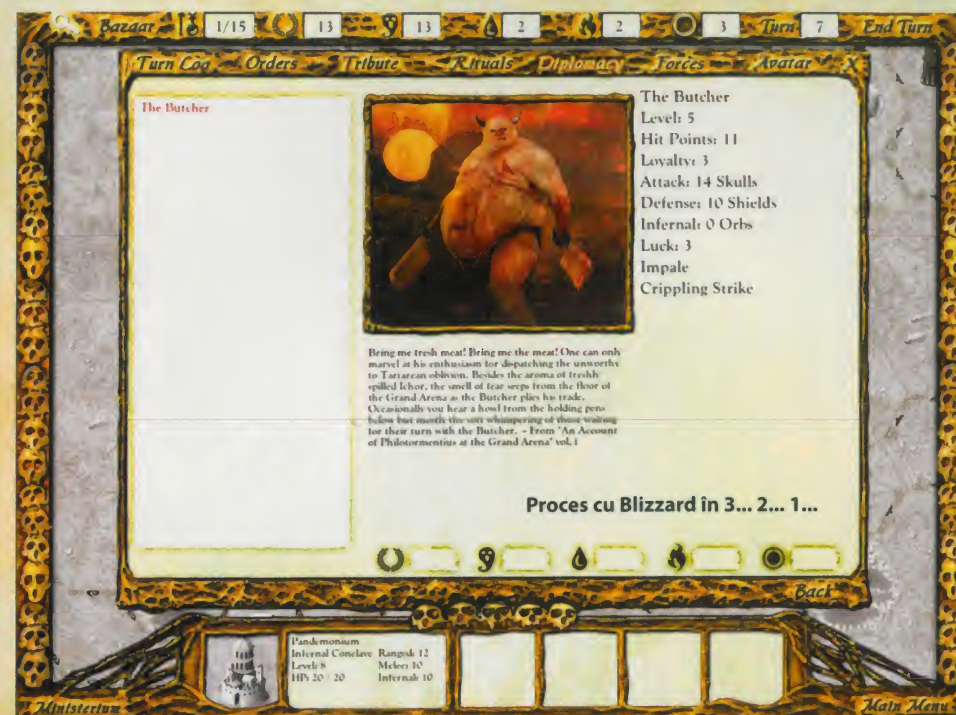 Bazaar 1/15 13 13 2 2 3 Turn 7 End Turn
Turn Log Orders Tribute Rituals Diplomacy Forces Avatar X
The Butcher
The Butcher
Level: 5
Hit Points: 11
Loyalty: 3
Attack: 14 Skulls
Defense: 10 Shields
Infernal: 0 Orbs
Luck: 3
Impale
Crippling Strike
Bring me fresh meat! Bring me the meat! One can only
marvel at his enthusiasm for dispatching the unworthy
to Tartarean oblivion. Besides the aroma of freshly
spilled Ichor, the smell of fear seeps from the floor of
the Grand Arena as the Butcher plies his trade.
Occasionally you hear a howl from the holding pens
below but mostly the soft whimpering of those waiting
for their turn with the Butcher. - From "An Account
of Philotormentius at the Grand Arena" vol. i
Proces cu Blizzard în 3... 2... 1...
Back
Pandemonium
Infernal Conclave Ranged: 12
Level: 8 Melee: 10
HP: 20 / 20 Infernal: 10
Ministerium Main Menu